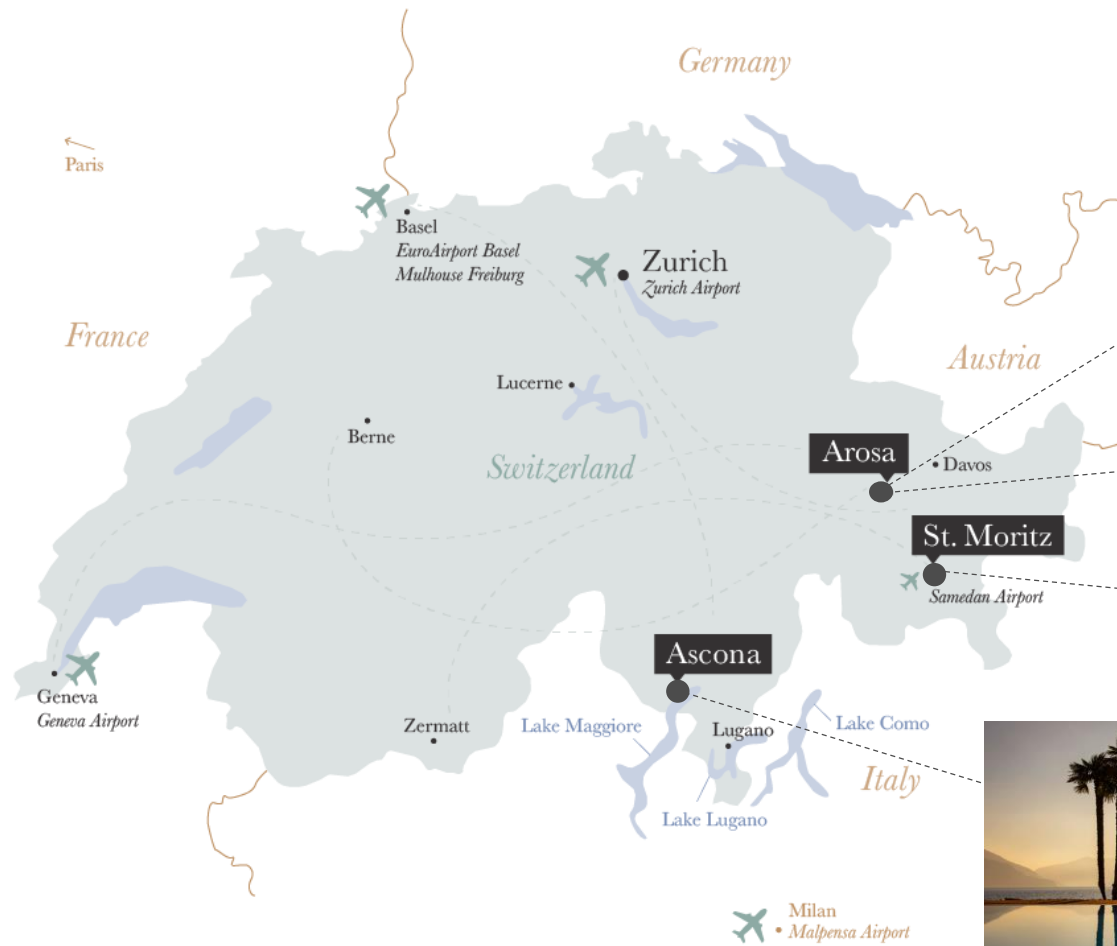 Germany
Paris
Basel
EuroAirport Basel
Mulhouse Freiburg
Zurich
Zurich Airport
France
Austria
Lucerne
Berne
Switzerland
Arosa
Davos
St. Moritz
Samedan Airport
Ascona
Geneva
Geneva Airport
Zermatt
Lake Maggiore
Lugano
Lake Como
Italy
Lake Lugano
Milan
Malpensa Airport